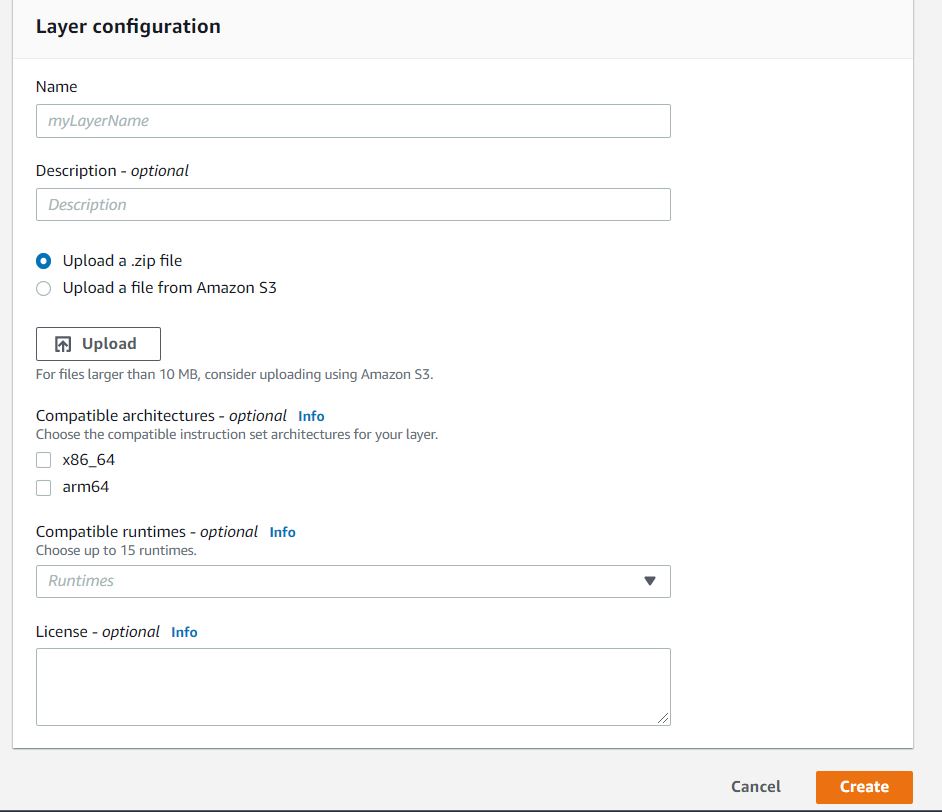 Layer configuration
Name
myLayerName
Description - optional
Description
Upload a .zip file
Upload a file from Amazon S3
Upload
For files larger than 10 MB, consider uploading using Amazon S3.
Compatible architectures - optional Info
Choose the compatible instruction set architectures for your layer.
x86_64
arm64
Compatible runtimes - optional Info
Choose up to 15 runtimes.
Runtimes
License - optional Info
Cancel Create